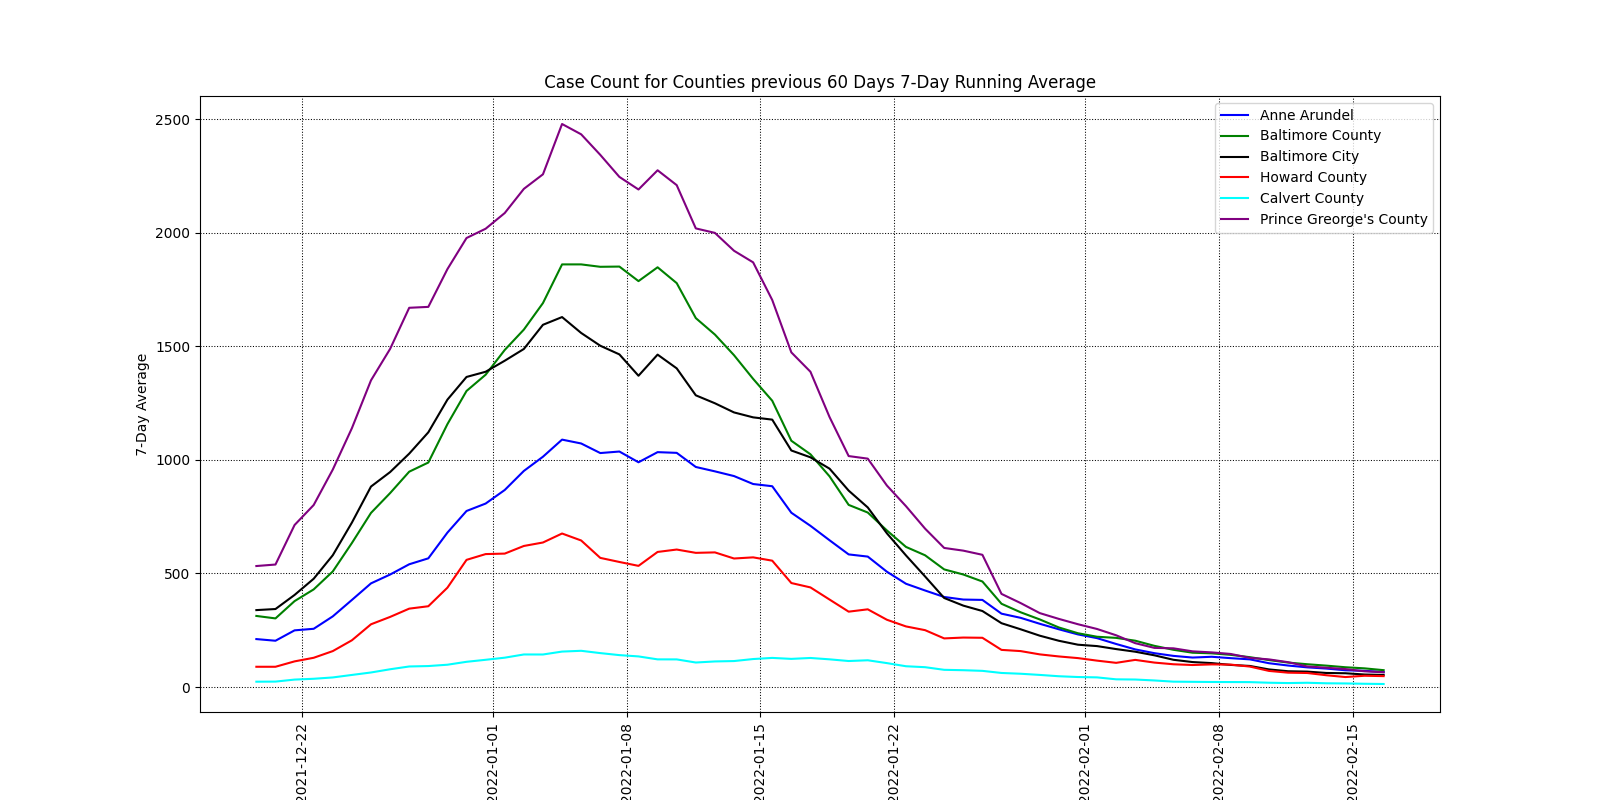 Case Count for Counties previous 60 Days 7-Day Running Average
7-Day Average
2500
2000
1500
1000
500
0
Anne Arundel
Baltimore County
Baltimore City
Howard County
Calvert County
Prince Greorge's County
2021-12-22
2022-01-01
2022-01-08
2022-01-15
2022-01-22
2022-02-01
2022-02-08
2022-02-15